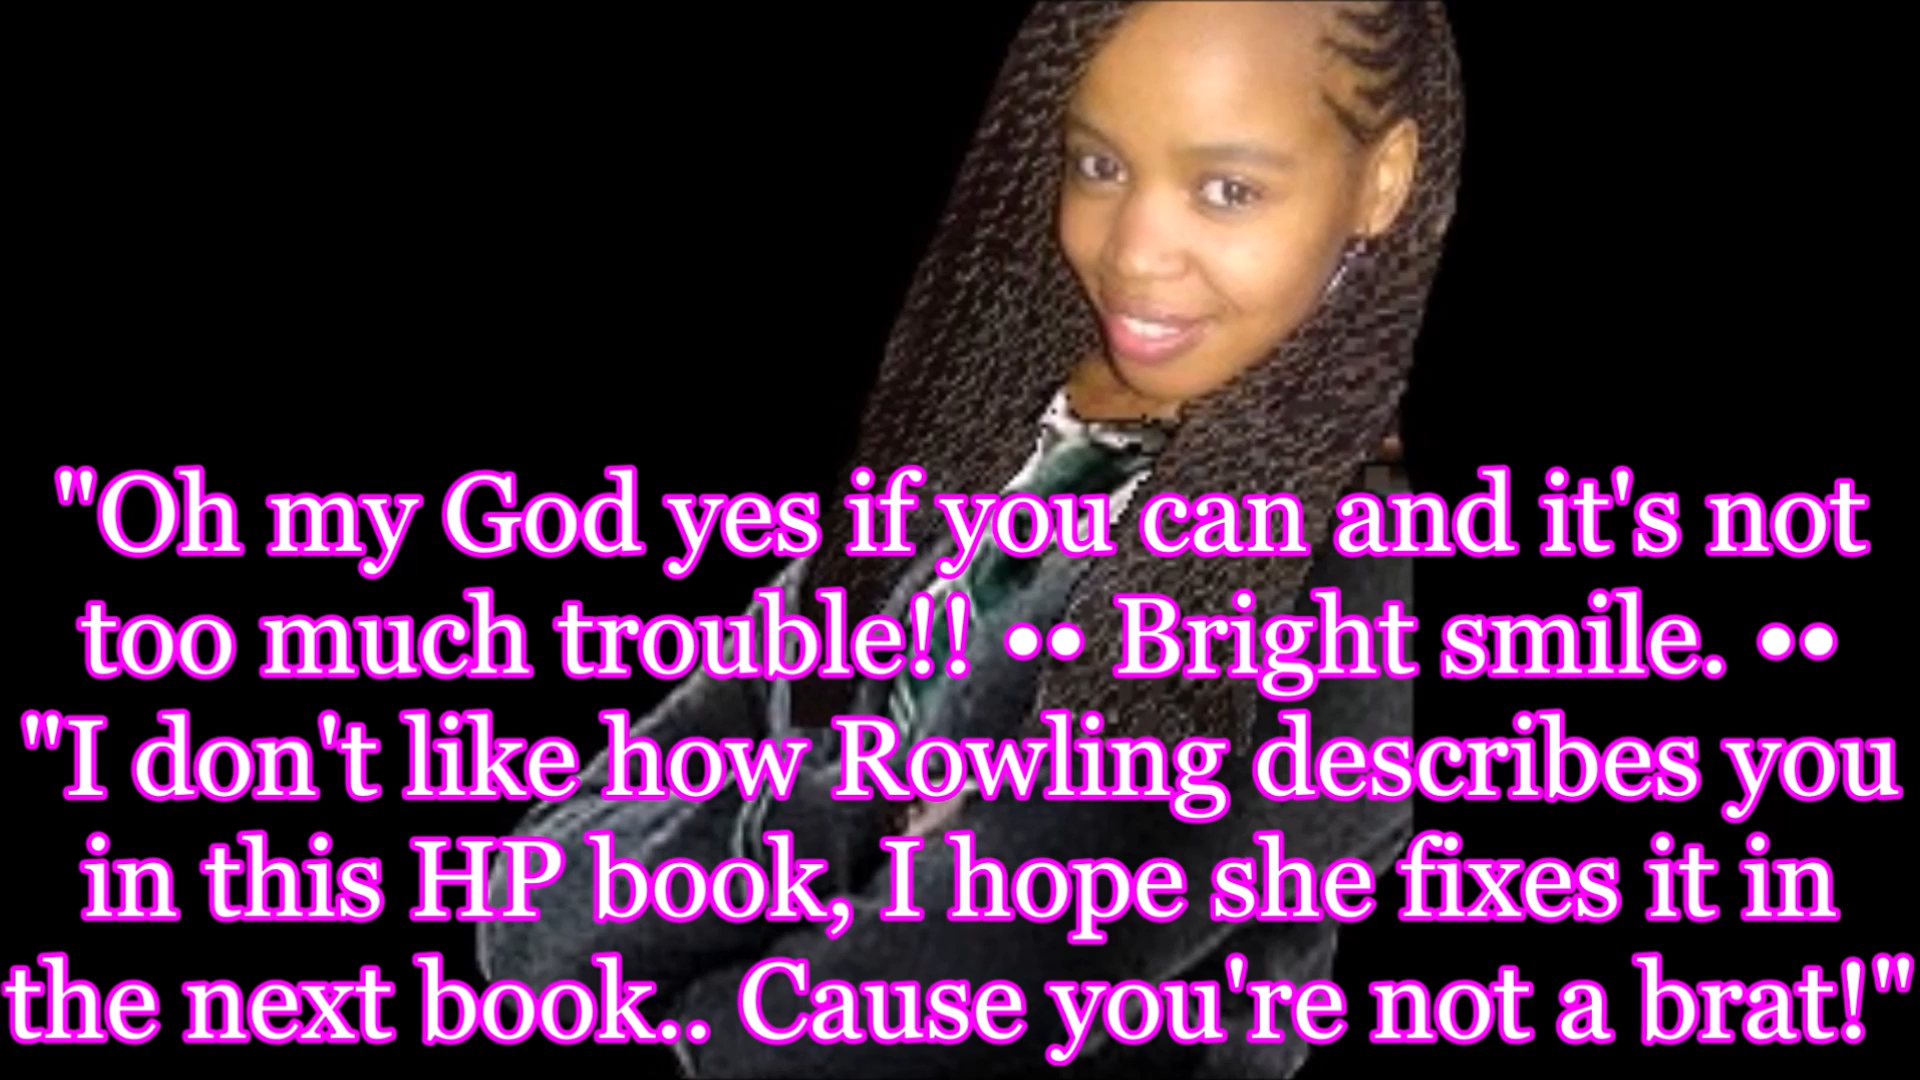 "Oh my God yes if you can and it's not
too much trouble!! •• Bright smile. ••
"I don't like how Rowling describes you
in this HP book, I hope she fixes it in
the next book.. Cause you're not a brat!"